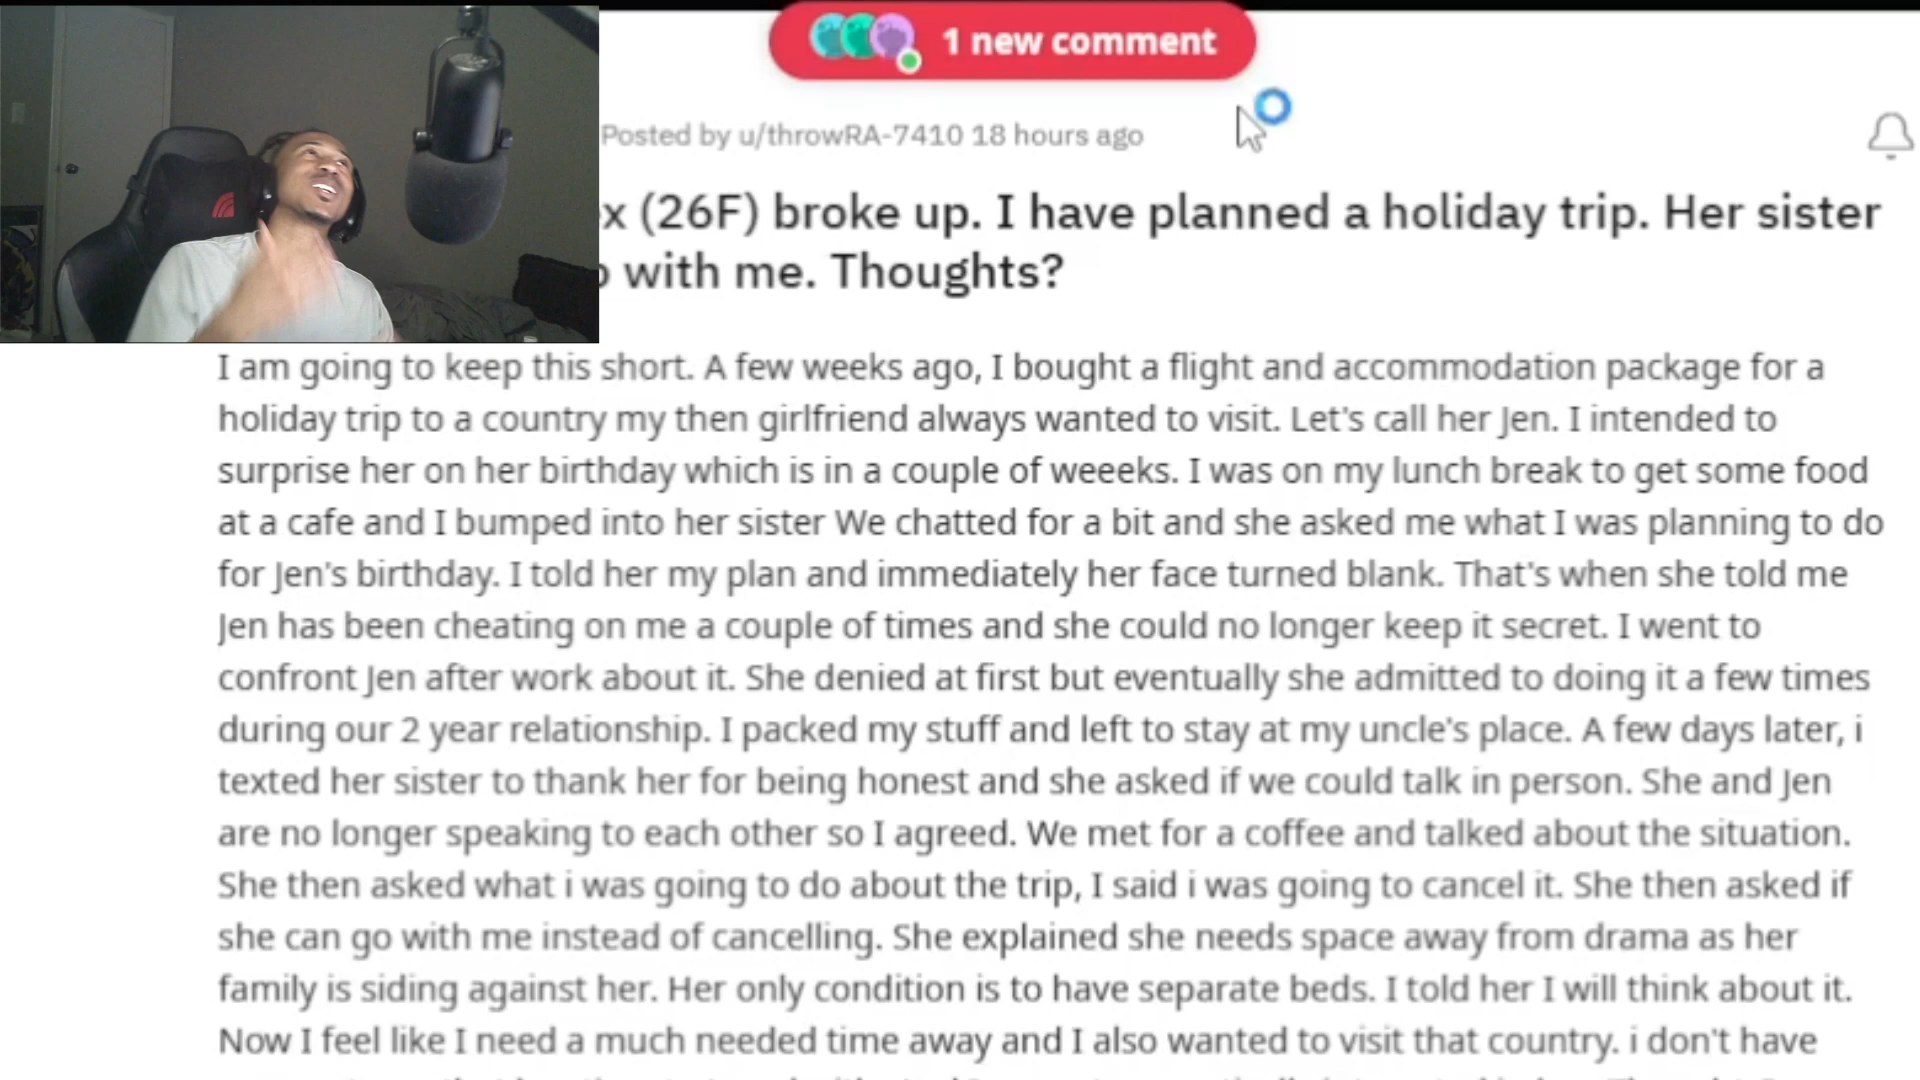 1 new comment
Posted by u/throwRA-7410 18 hours ago
x (26F) broke up. I have planned a holiday trip. Her sister
with me. Thoughts?
I am going to keep this short. A few weeks ago, I bought a flight and accommodation package for a
holiday trip to a country my then girlfriend always wanted to visit. Let's call her Jen. I intended to
surprise her on her birthday which is in a couple of weeeks. I was on my lunch break to get some food
at a cafe and I bumped into her sister We chatted for a bit and she asked me what I was planning to do
for Jen's birthday. I told her my plan and immediately her face turned blank. That's when she told me
Jen has been cheating on me a couple of times and she could no longer keep it secret. I went to
confront Jen after work about it. She denied at first but eventually she admitted to doing it a few times
during our 2 year relationship. I packed my stuff and left to stay at my uncle's place. A few days later, i
texted her sister to thank her for being honest and she asked if we could talk in person. She and Jen
are no longer speaking to each other so I agreed. We met for a coffee and talked about the situation.
She then asked what i was going to do about the trip, I said i was going to cancel it. She then asked if
she can go with me instead of cancelling. She explained she needs space away from drama as her
family is siding against her. Her only condition is to have separate beds. I told her I will think about it.
Now I feel like I need a much needed time away and I also wanted to visit that country. i don't have